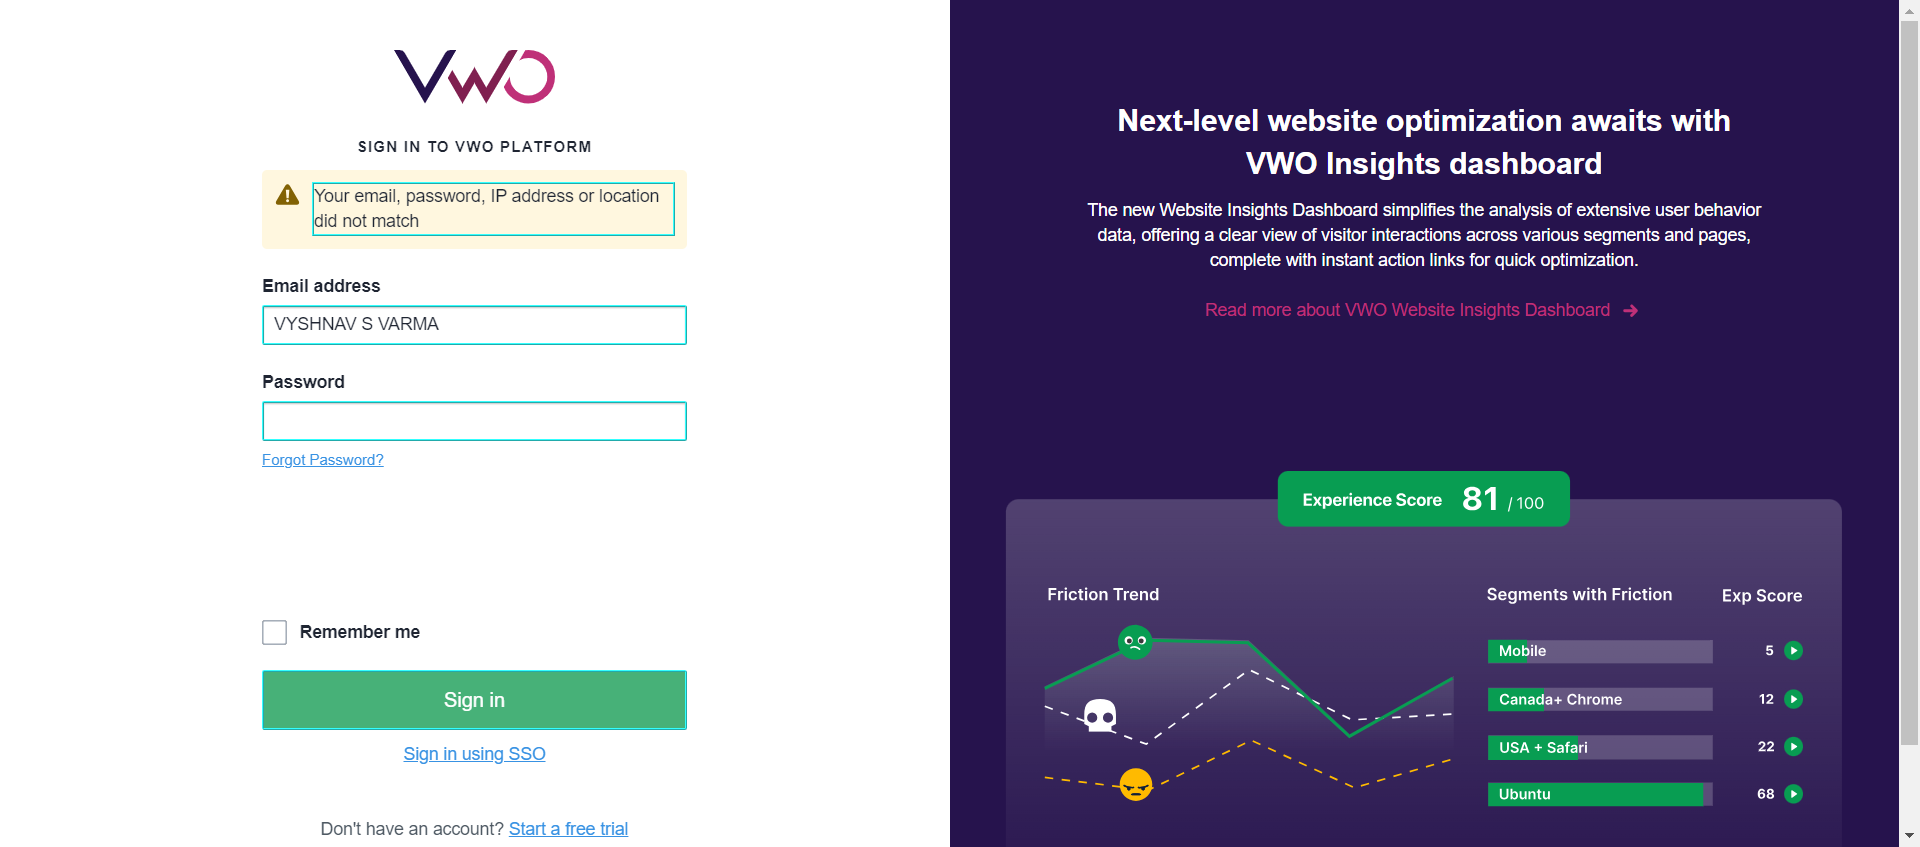 VWO
SIGN IN TO VWO PLATFORM
Your email, password, IP address or location
did not match
Email address
VYSHNAV S VARMA
Password
Forgot Password?
Remember me
Sign in
Sign in using SSO
Don't have an account? Start a free trial
Next-level website optimization awaits with
VWO Insights dashboard
The new Website Insights Dashboard simplifies the analysis of extensive user behavior
data, offering a clear view of visitor interactions across various segments and pages,
complete with instant action links for quick optimization.
Read more about VWO Website Insights Dashboard
Experience Score 81 / 100
Friction Trend
Segments with Friction Exp Score
Mobile 5
Canada+ Chrome 12
USA + Safari 22
Ubuntu 68